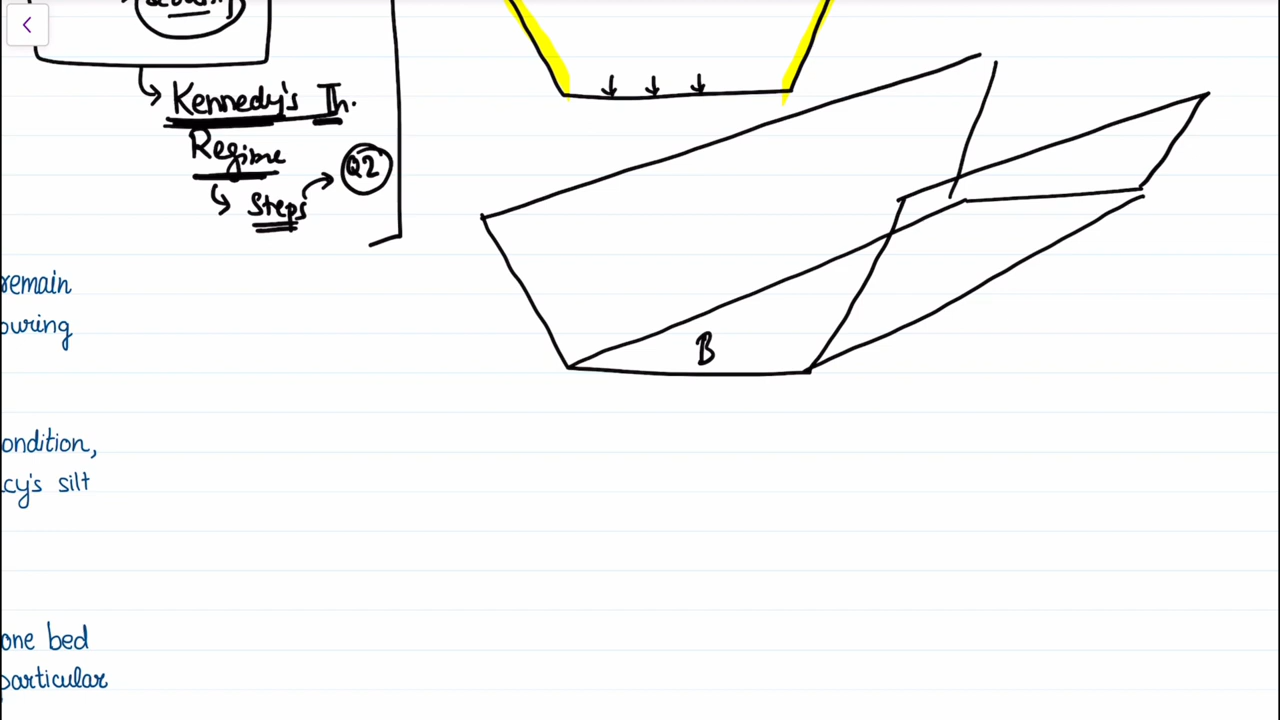 Kennedy's Th.
Regime
Steps
Q2
remain
ouring
ondition,
cy's silt
one bed
particular
B